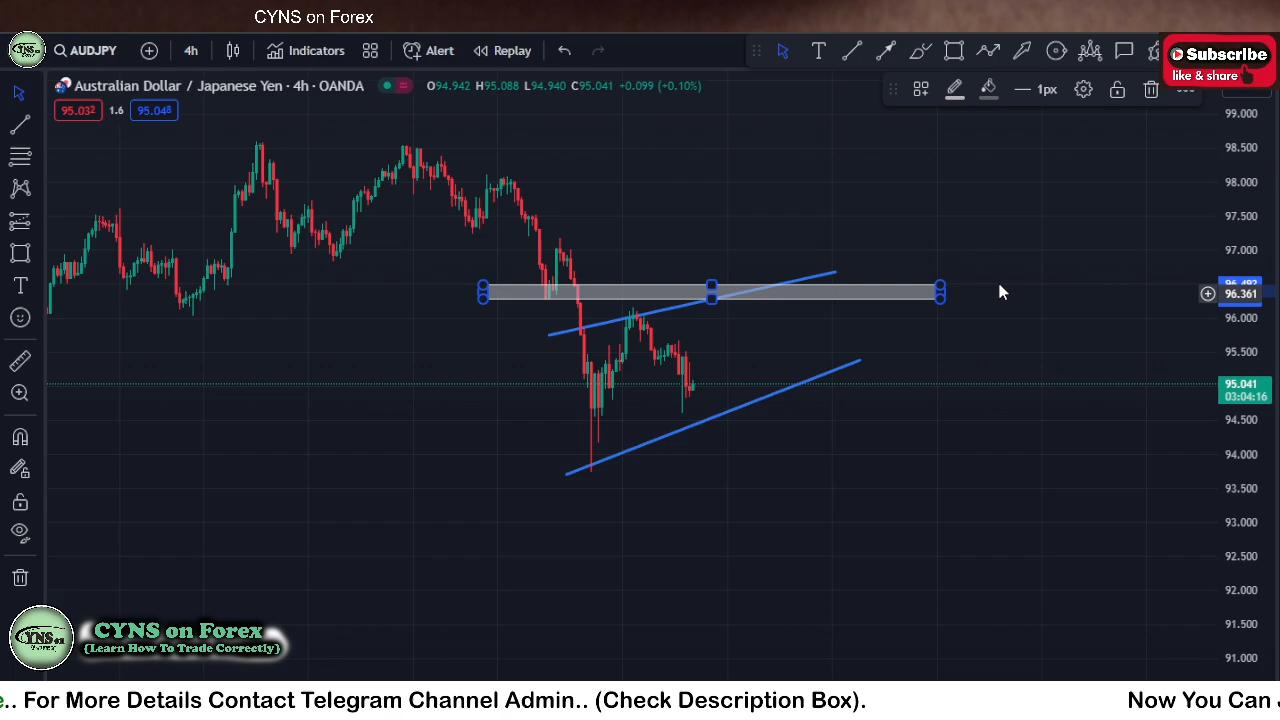 CYNS on Forex
AUDJPY
4h
Indicators
Alert
Replay
Subscribe
like & share
Australian Dollar / Japanese Yen · 4h · OANDA
O94.942 H95.088 L94.940 C95.041 +0.099 (+0.10%)
1px
95.032
1.6
95.048
99.000
98.500
98.000
97.500
97.000
96.492
96.361
96.000
95.500
95.041
03:04:16
94.500
94.000
93.500
93.000
92.500
92.000
91.500
91.000
CYNS on Forex
{Learn How To Trade Correctly}
e.. For More Details Contact Telegram Channel Admin.. (Check Description Box).
Now You Can J